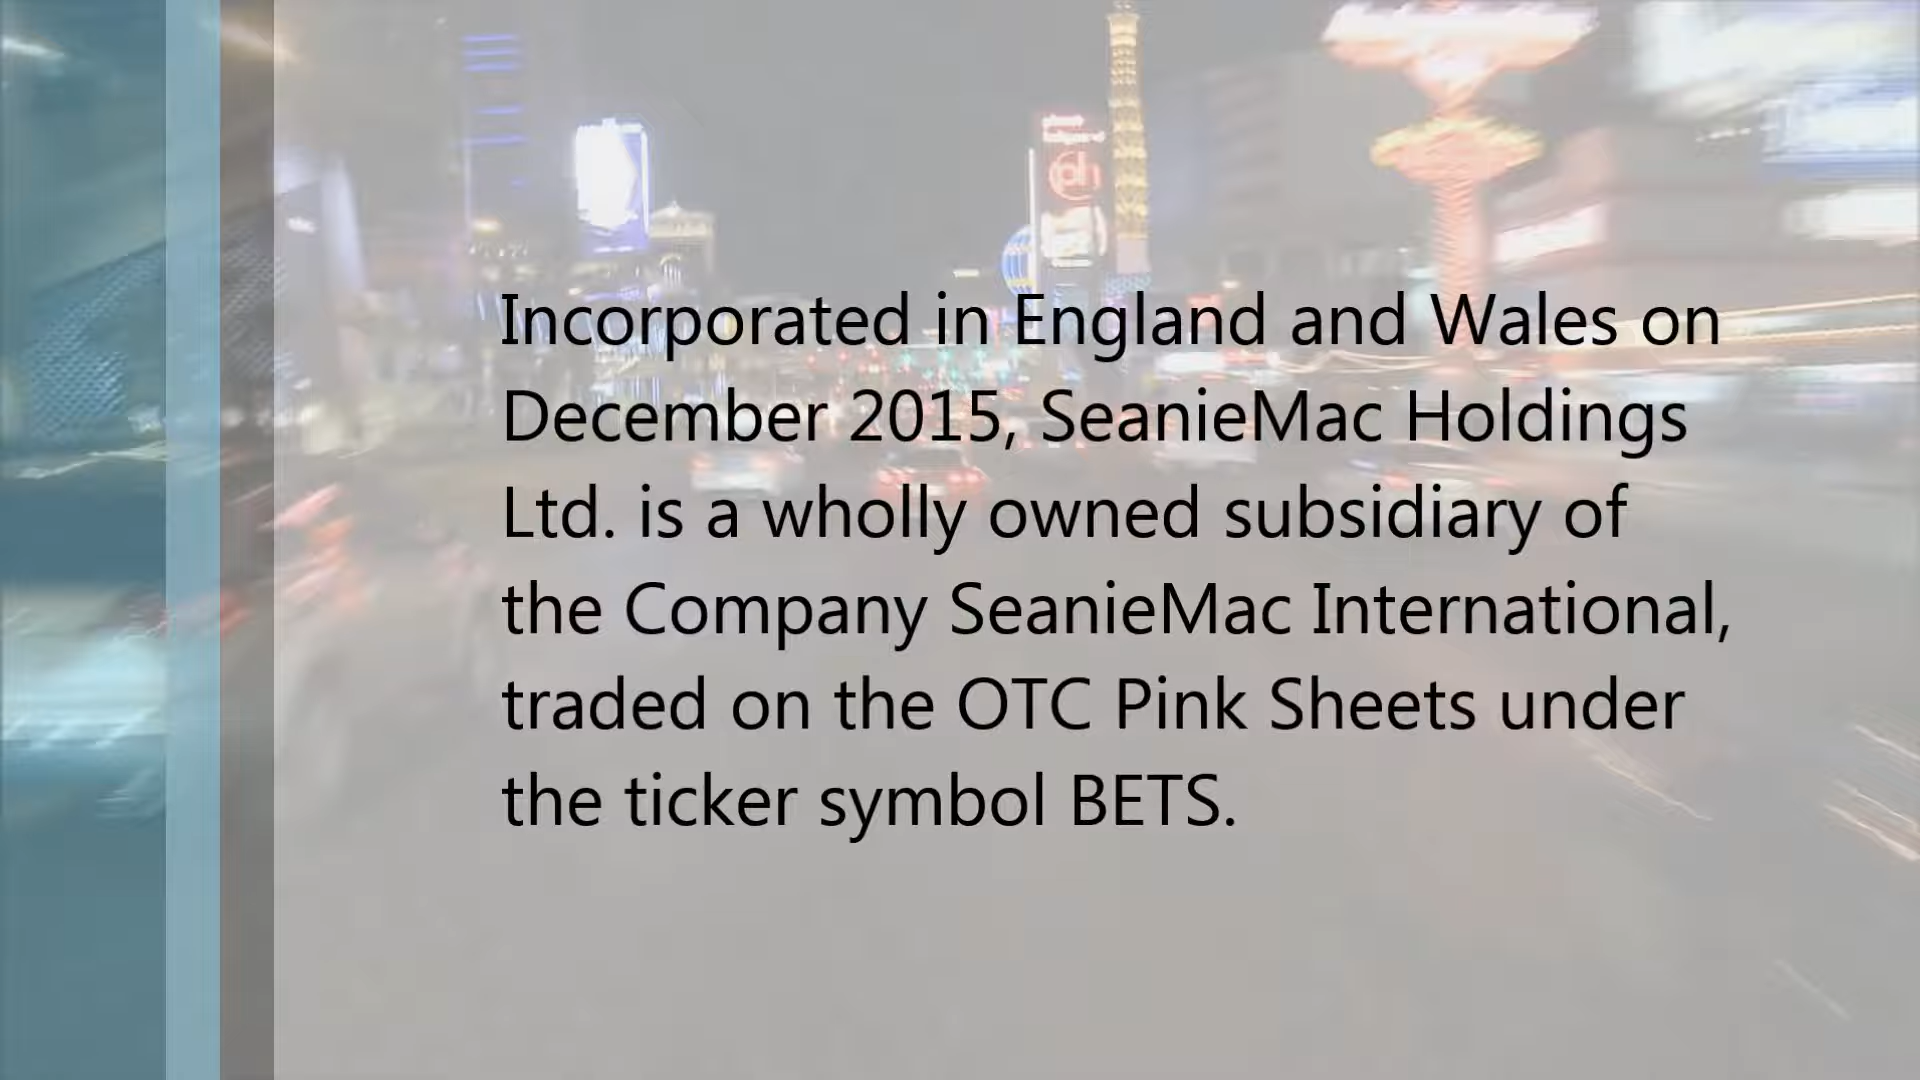 ph
Incorporated in England and Wales on
December 2015, SeanieMac Holdings
Ltd. is a wholly owned subsidiary of
the Company SeanieMac International,
traded on the OTC Pink Sheets under
the ticker symbol BETS.